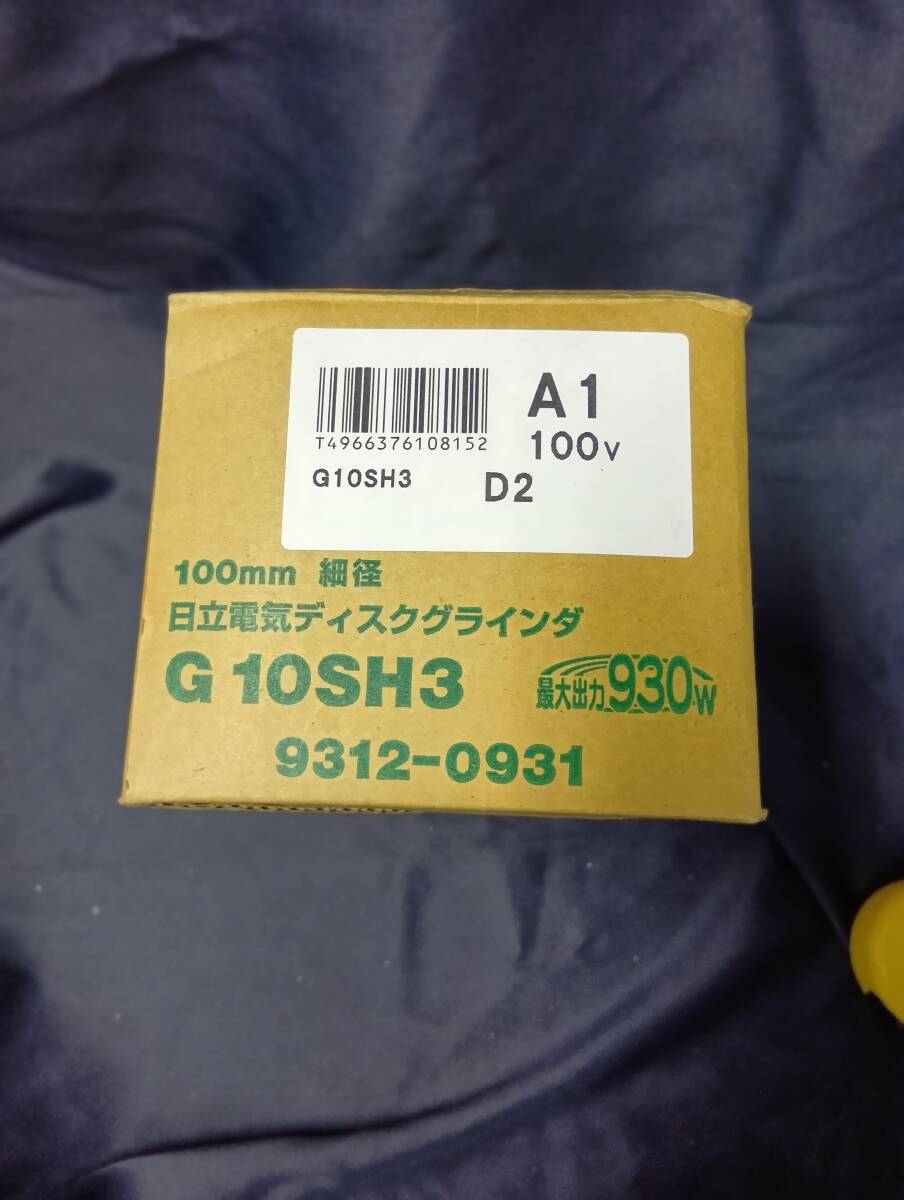 A1
T4966376108152
100V
G10SH3
D2
100mm 細径
日立電気ディスクグラインダ
G10SH3
最大出力930W
9312-0931